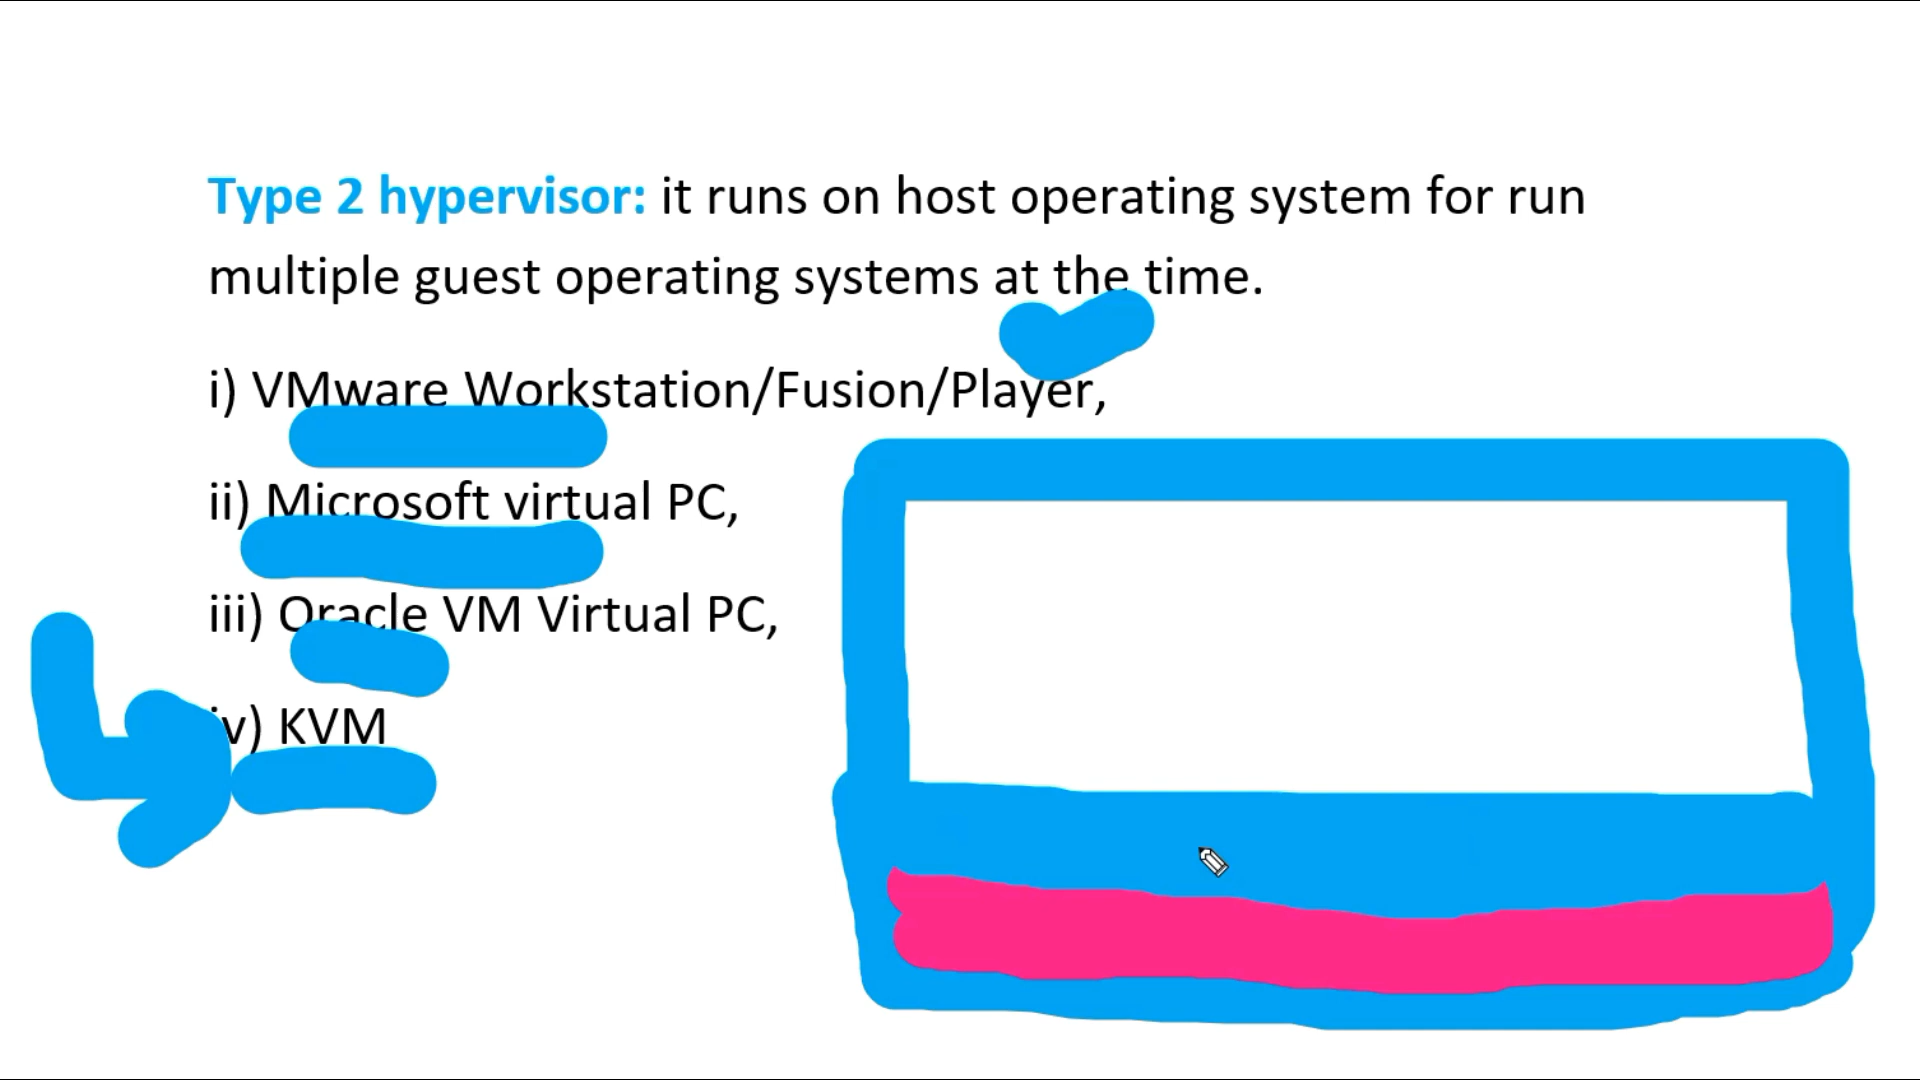 Type 2 hypervisor: it runs on host operating system for run
multiple guest operating systems at the time.
i) VMware Workstation/Fusion/Player,
ii) Microsoft virtual PC,
iii) Oracle VM Virtual PC,
iv) KVM